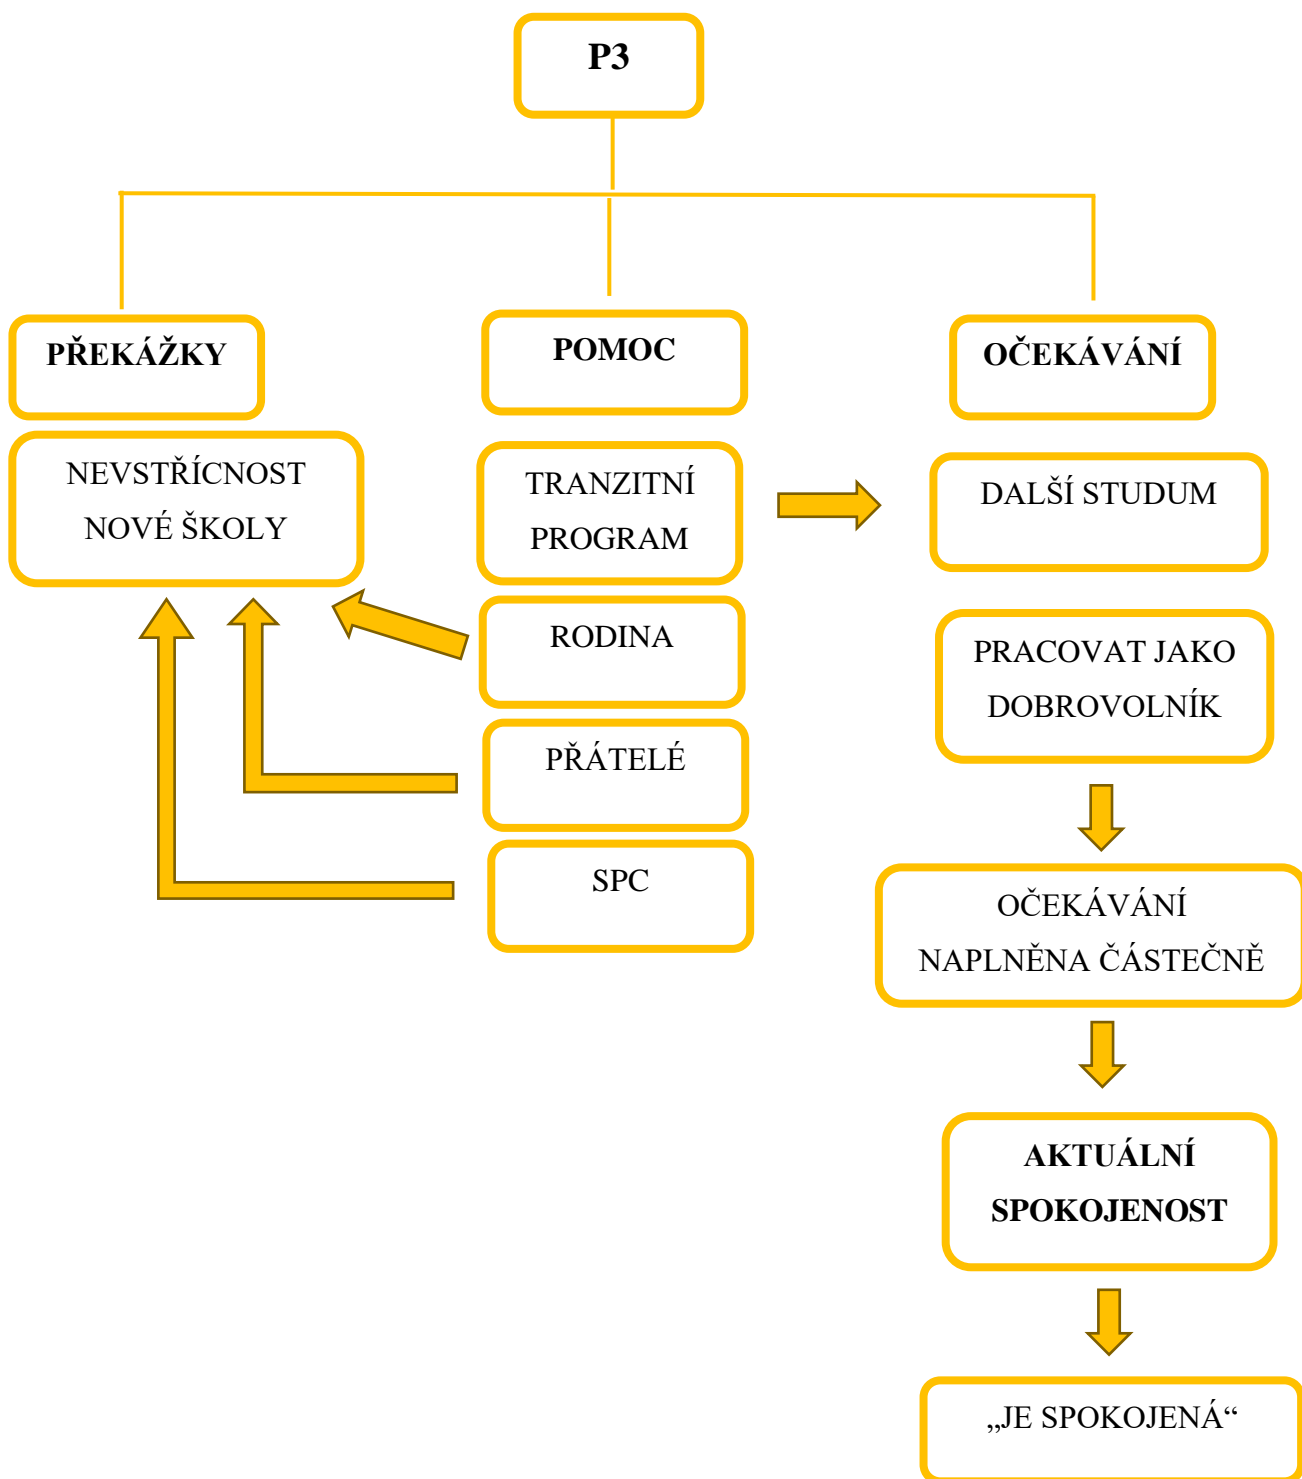 P3
PŘEKÁŽKY
NEVSTŘÍCNOST
NOVÉ ŠKOLY
POMOC
TRANZITNÍ
PROGRAM
RODINA
PŘÁTELÉ
SPC
OČEKÁVÁNÍ
DALŠÍ STUDUM
PRACOVAT JAKO
DOBROVOLNÍK
OČEKÁVÁNÍ
NAPLNĚNA ČÁSTEČNĚ
AKTUÁLNÍ
SPOKOJENOST
„JE SPOKOJENÁ“